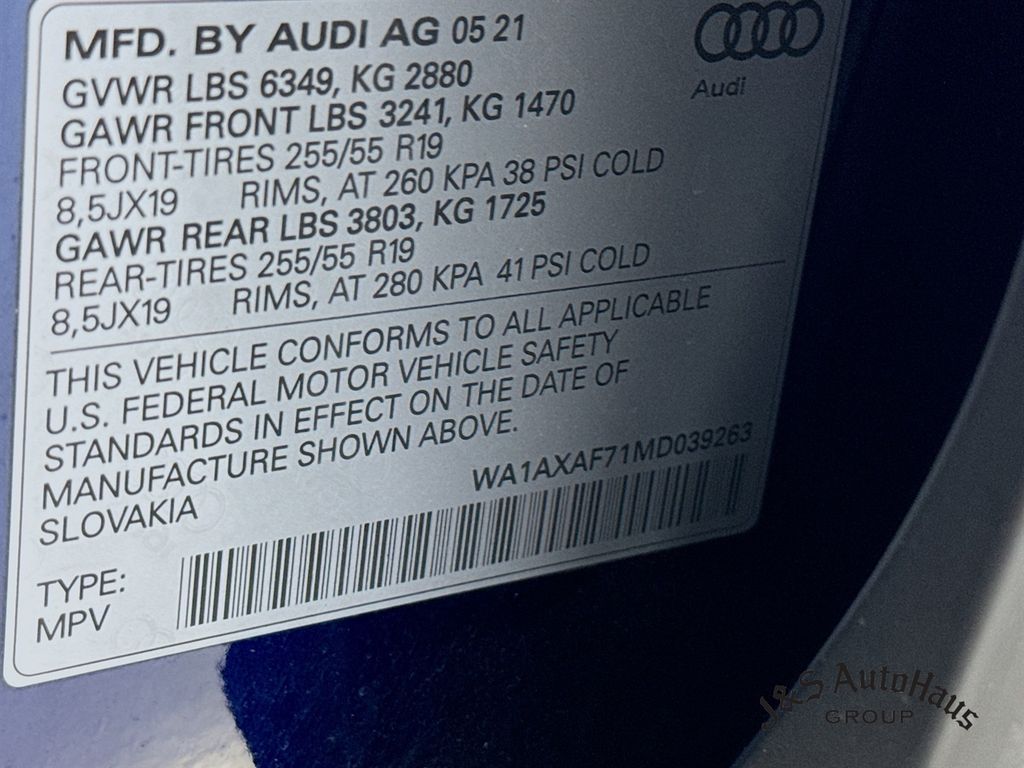 MFD. BY AUDI AG 05 21
Audi
GVWR LBS 6349, KG 2880
GAWR FRONT LBS 3241, KG 1470
FRONT-TIRES 255/55 R19
8,5JX19 RIMS, AT 260 KPA 38 PSI COLD
GAWR REAR LBS 3803, KG 1725
REAR-TIRES 255/55 R19
8,5JX19 RIMS, AT 280 KPA 41 PSI COLD
THIS VEHICLE CONFORMS TO ALL APPLICABLE
U.S. FEDERAL MOTOR VEHICLE SAFETY
STANDARDS IN EFFECT ON THE DATE OF
MANUFACTURE SHOWN ABOVE.
SLOVAKIA
WA1AXAF71MD039263
TYPE:
MPV
J&S AutoHaus
GROUP